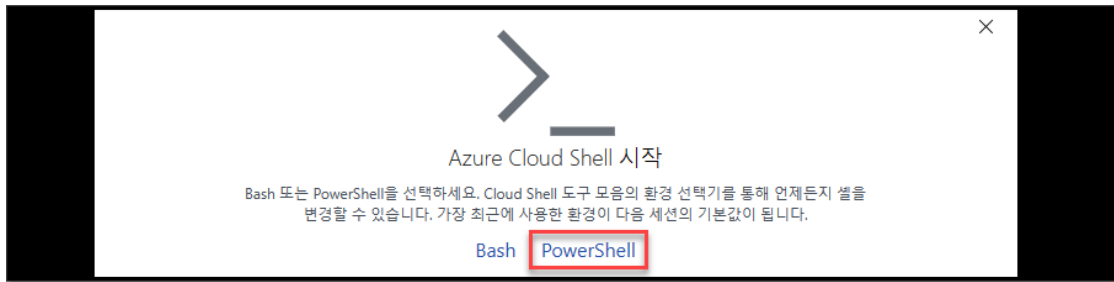 Azure Cloud Shell 시작
Bash 또는 PowerShell을 선택하세요. Cloud Shell 도구 모음의 환경 선택기를 통해 언제든지 셸을
변경할 수 있습니다. 가장 최근에 사용한 환경이 다음 세션의 기본값이 됩니다.
Bash PowerShell